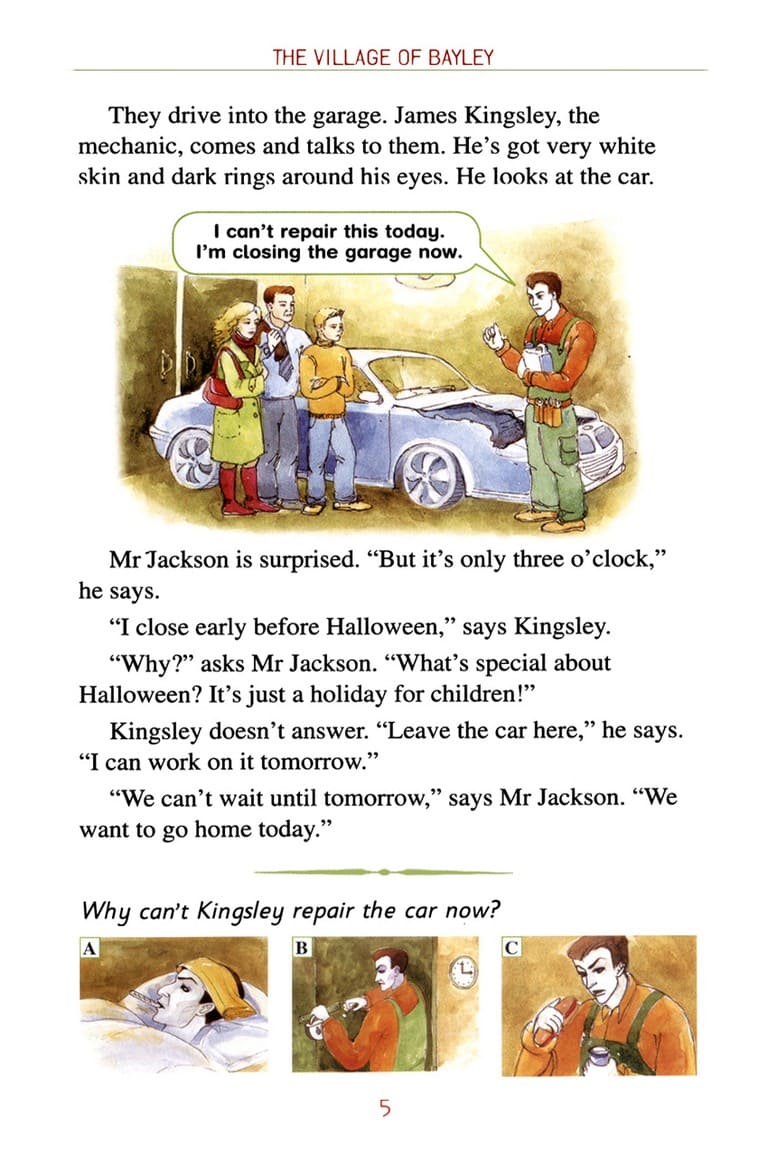 THE VILLAGE OF BAYLEY
They drive into the garage. James Kingsley, the
mechanic, comes and talks to them. He's got very white
skin and dark rings around his eyes. He looks at the car.
I can't repair this today.
I'm closing the garage now.
Mr Jackson is surprised. “But it's only three o'clock,”
he says.
“I close early before Halloween,” says Kingsley.
“Why?” asks Mr Jackson. “What's special about
Halloween? It's just a holiday for children!”
Kingsley doesn't answer. “Leave the car here,” he says.
“I can work on it tomorrow.”
“We can't wait until tomorrow,” says Mr Jackson. “We
want to go home today.”
Why can't Kingsley repair the car now?
A
B
C
5